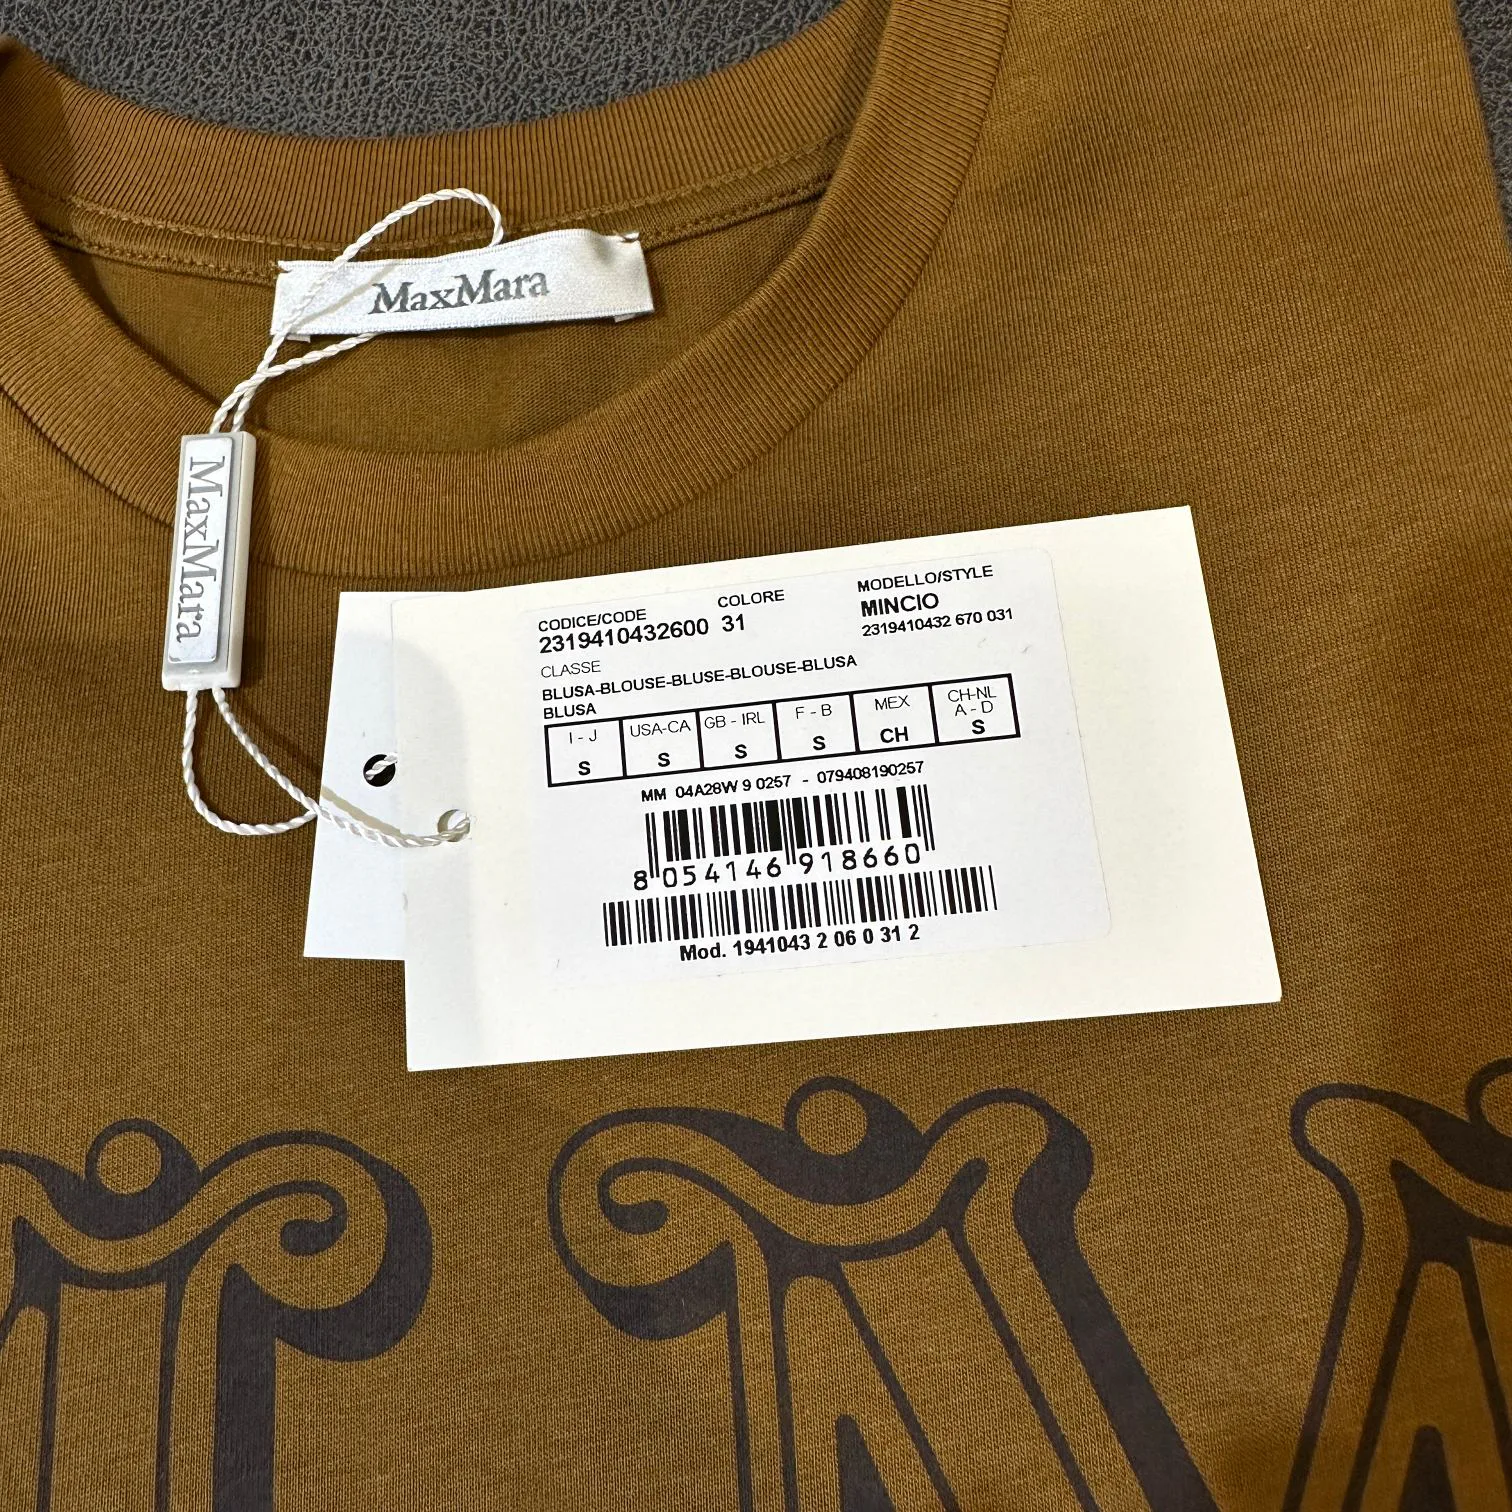 MaxMara
MaxMara
CODICE/CODE COLORE MODELLO/STYLE
2319410432600 31 MINCIO
2319410432 670 031
CLASSE
BLUSA-BLOUSE-BLUSE-BLOUSE-BLUSA
BLUSA
I - J USA-CA GB - IRL F - B MEX CH-NL A - D
S S S S CH S
MM 04A28W 9 0257 - 079408190257
8 054146 918660
Mod. 1941043 2 06 0 31 2